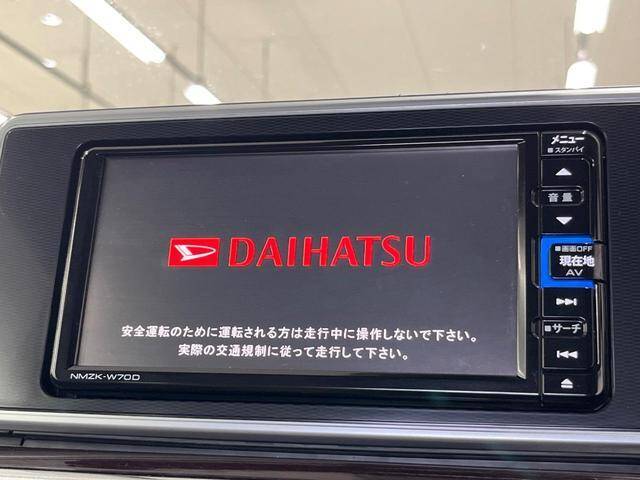 メニュー
■スタンバイ
音量
■画面OFF
現在地
AV
■サーチ
DAIHATSU
安全運転のために運転される方は走行中に操作しないで下さい。
実際の交通規制に従って走行して下さい。
NMZK-W70D